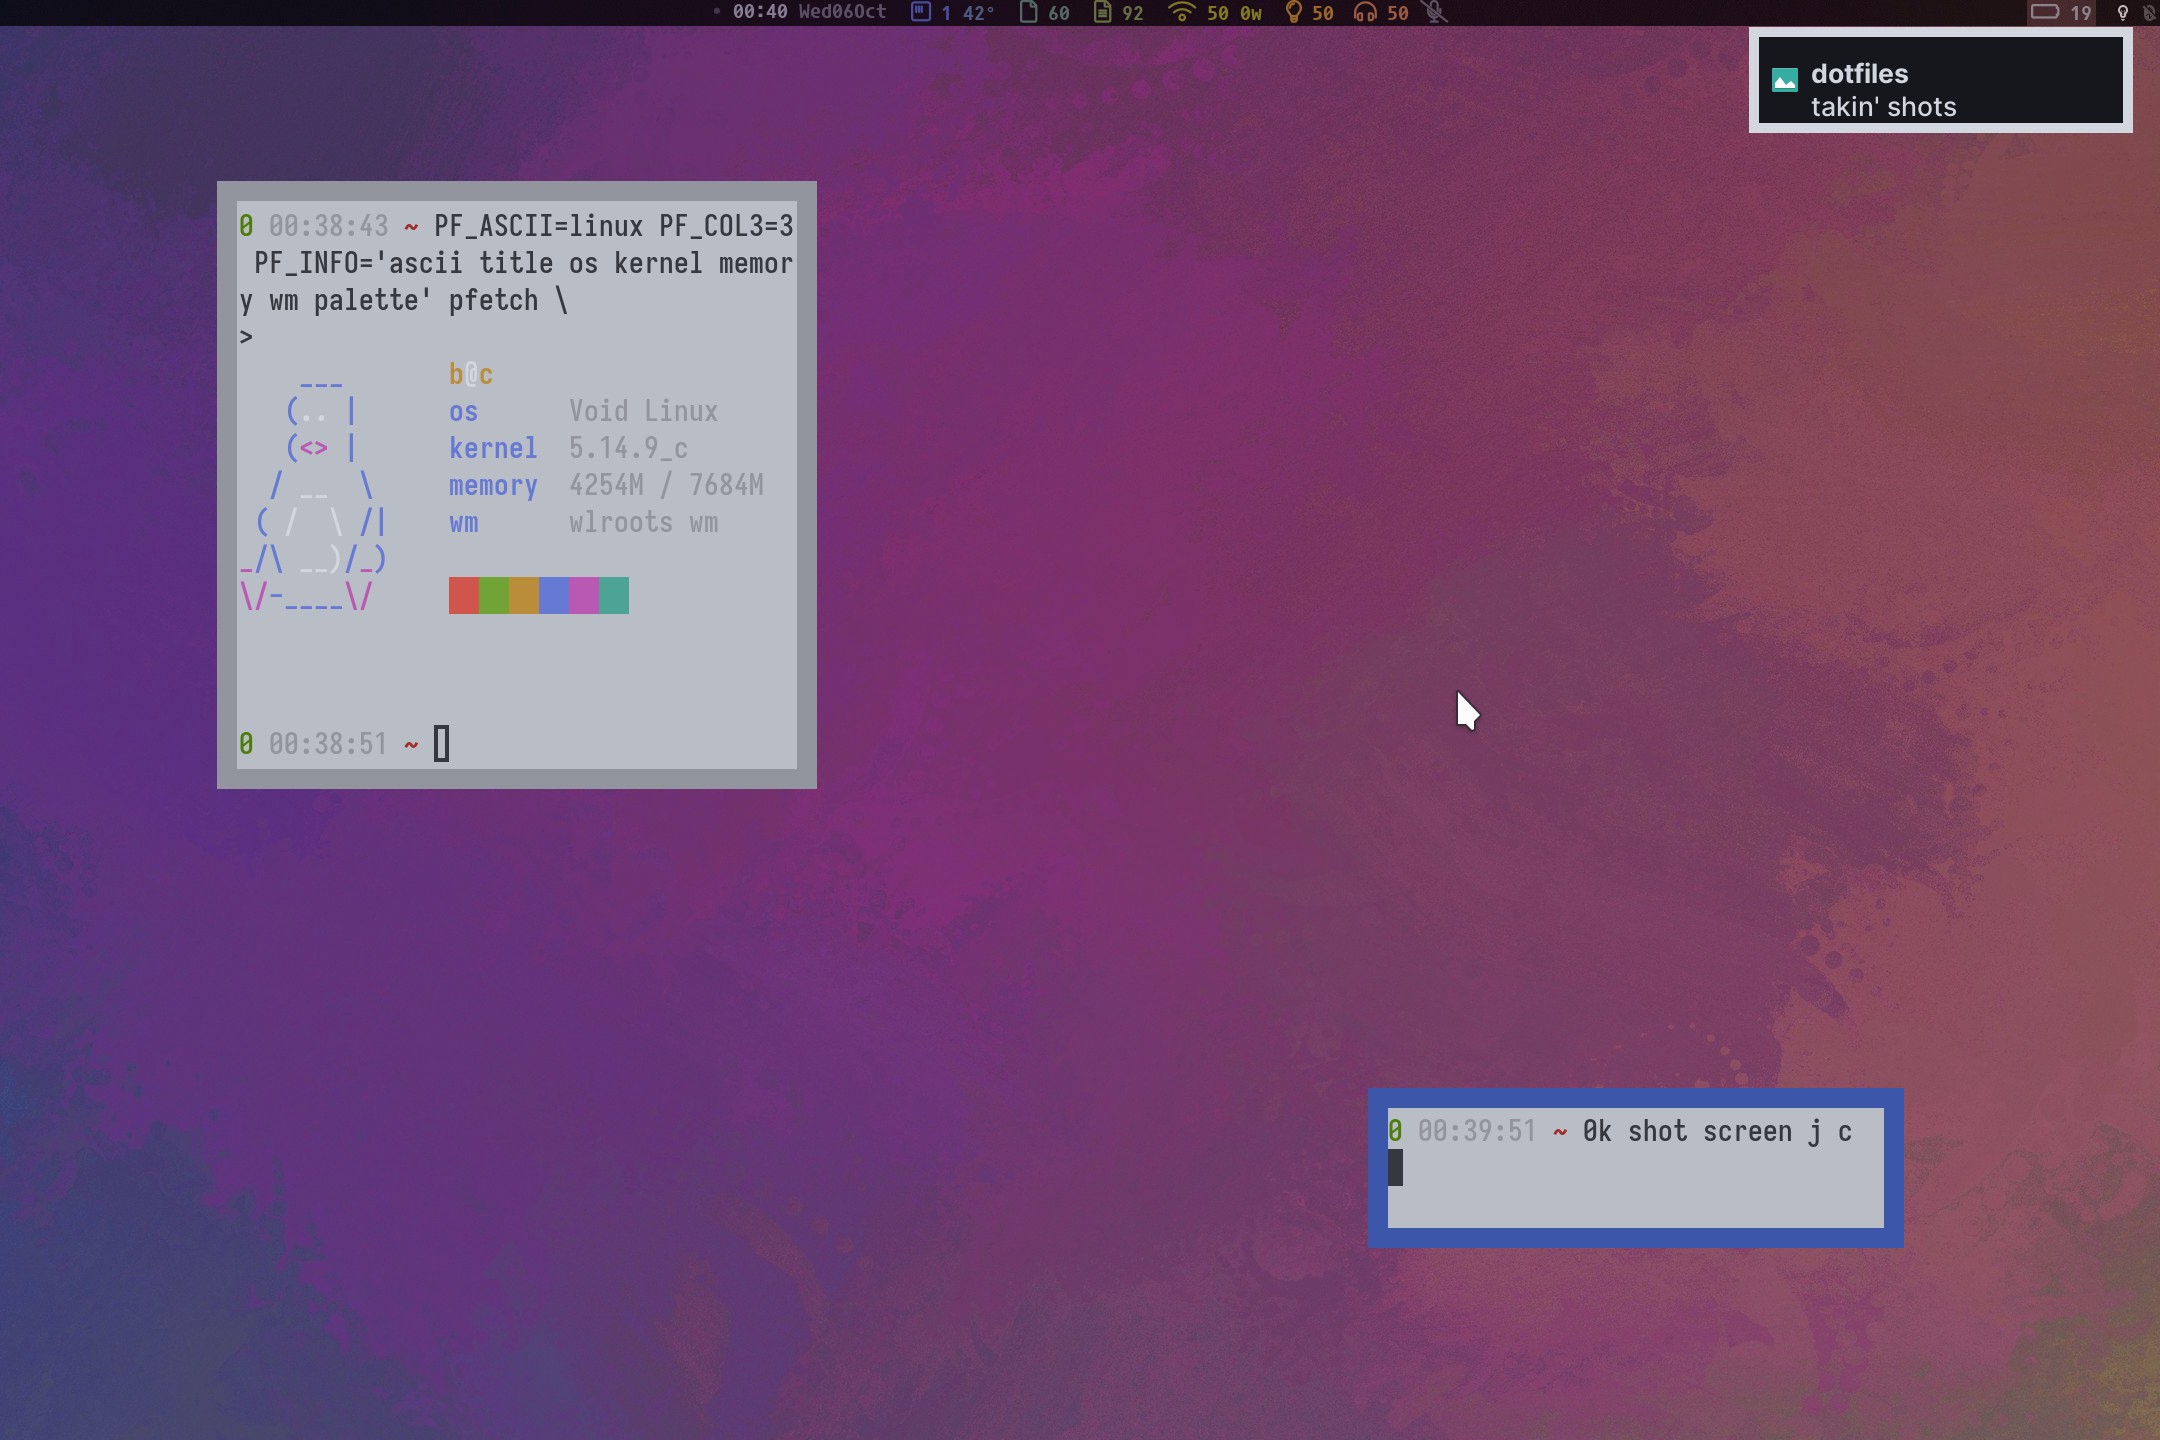 00:40 Wed06Oct 1 42° 60 92 50 0w 50 50 19
dotfiles
takin' shots
0 00:38:43 ~ PF_ASCII=linux PF_COL3=3
PF_INFO='ascii title os kernel memor
y wm palette' pfetch \
>
___ b@c
(.. | os Void Linux
(<> | kernel 5.14.9_c
/ __ \ memory 4254M / 7684M
( / \ /| wm wlroots wm
_/\ __)/_)
\/-____\/
0 00:38:51 ~
0 00:39:51 ~ 0k shot screen j c